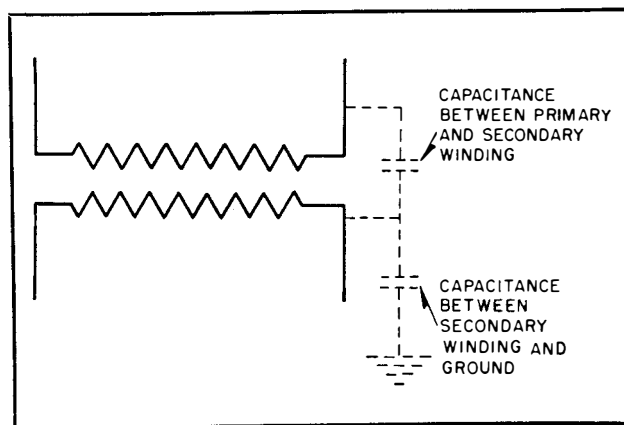 CAPACITANCE
BETWEEN PRIMARY
AND SECONDARY
WINDING
CAPACITANCE
BETWEEN
SECONDARY
WINDING AND
GROUND